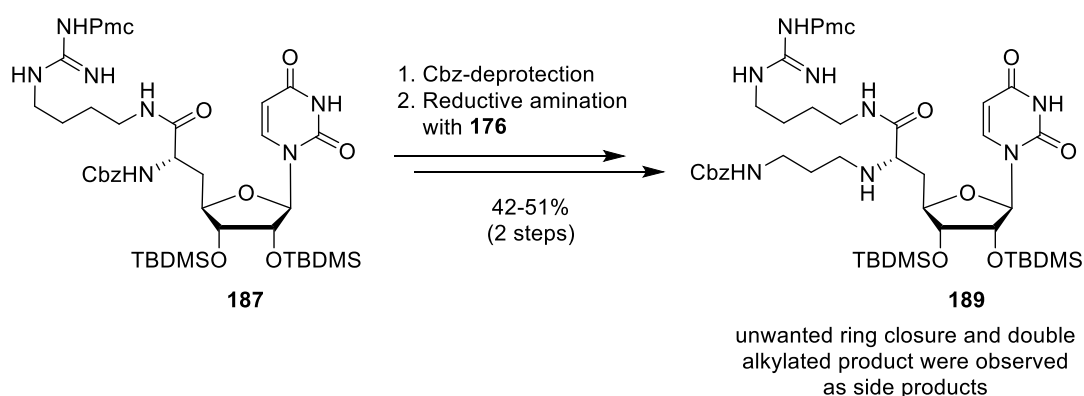 NHPmc
HN
NH
H
N
O
CbzHN
O
NH
N
O
O
TBDMSO
OTBDMS
187
1. Cbz-deprotection
2. Reductive amination
with 176
42-51%
(2 steps)
NHPmc
HN
NH
H
N
O
CbzHN
N
H
O
NH
N
O
O
TBDMSO
OTBDMS
189
unwanted ring closure and double
alkylated product were observed
as side products